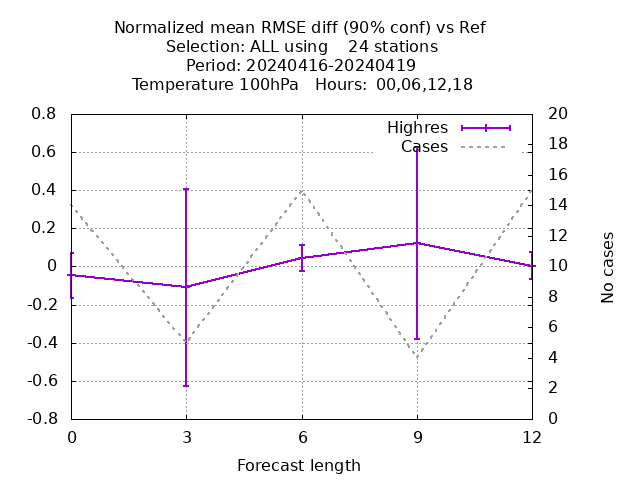 Normalized mean RMSE diff (90% conf) vs Ref
Selection: ALL using    24 stations
Period: 20240416-20240419
Temperature 100hPa   Hours:  00,06,12,18
Highres
Cases
0.8
0.6
0.4
0.2
0
-0.2
-0.4
-0.6
-0.8
20
18
16
14
12
10
8
6
4
2
0
No cases
0 3 6 9 12
Forecast length